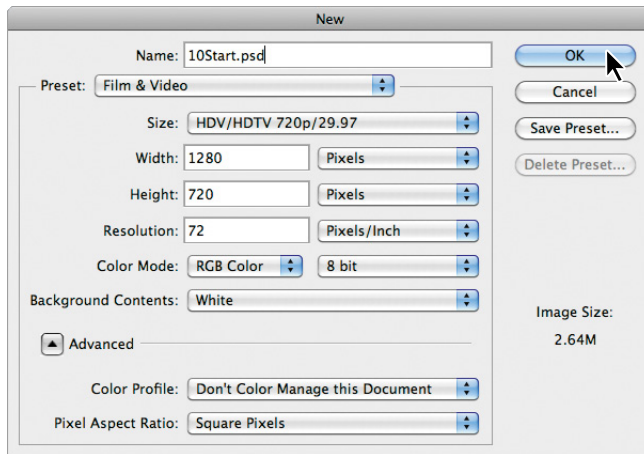 New
Name: 10Start.psd
OK
Preset: Film & Video
Cancel
Size: HDV/HDTV 720p/29.97
Save Preset...
Width: 1280 Pixels
Delete Preset...
Height: 720 Pixels
Resolution: 72 Pixels/Inch
Color Mode: RGB Color 8 bit
Background Contents: White
Image Size:
2.64M
Advanced
Color Profile: Don't Color Manage this Document
Pixel Aspect Ratio: Square Pixels